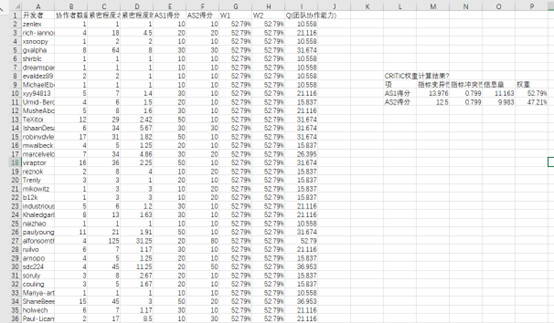 A B C D E F G H I J K L M N O P
1 开发者 协作者数量 紧密程度 紧密程度 AS1得分 AS2得分 W1 W2 Q(团队协作能力)
2 zenlex 1 1 1 10 10 52.79% 52.79% 10.558
3 rich-iannone 4 18 4.5 20 20 52.79% 52.79% 21.116
4 xsnoopy 1 2 2 10 10 52.79% 52.79% 10.558
5 gxalpha 8 64 8 30 30 52.79% 52.79% 31.674
6 shirblc 1 1 1 10 10 52.79% 52.79% 10.558
7 dreamspar 1 1 1 10 10 52.79% 52.79% 10.558
8 evaldez89 2 2 1 10 10 52.79% 52.79% 10.558 CRITIC权重计算结果?
9 MichaelEb 1 1 1 10 10 52.79% 52.79% 10.558 项 指标变异性 指标冲突性 信息量 权重
10 xyy94813 5 7 1.4 20 10 52.79% 52.79% 21.116 AS1得分 13.976 0.799 11.163 52.79%
11 Umid-Berd 4 6 1.5 20 10 52.79% 52.79% 21.116 AS2得分 12.5 0.799 9.983 47.21%
12 5 8 1.6 30 10 52.79% 52.79% 21.116
13 TeXitoi 12 29 2.42 50 10 52.79% 52.79% 31.674
14 IshaanDesai 6 34 5.67 30 30 52.79% 52.79% 31.674
15 17 31 1.82 50 10 52.79% 52.79% 31.674
16 mwalbeck 4 5 1.25 20 10 52.79% 52.79% 15.837
17 7 34 4.86 30 20 52.79% 52.79% 26.395
18 viraptor 16 36 2.25 50 10 52.79% 52.79% 31.674
19 reznok 2 8 4 10 20 52.79% 52.79% 15.837
20 Trenly 3 3 1 20 10 52.79% 52.79% 15.837
21 mikowitz 1 3 3 10 20 52.79% 52.79% 15.837
22 b12k 1 3 3 10 20 52.79% 52.79% 15.837
23 industrious 5 6 1.2 30 10 52.79% 52.79% 21.116
24 8 13 1.63 30 10 52.79% 52.79% 21.116
25 naizhao 1 1 1 10 10 52.79% 52.79% 10.558
26 paulyoung 11 21 1.91 50 10 52.79% 52.79% 31.674
27 4 125 31.25 20 80 52.79% 52.79% 52.79
28 ruilvo 6 7 1.17 30 10 52.79% 52.79% 21.116
29 arnopo 4 5 1.25 20 10 52.79% 52.79% 15.837
30 sdc224 4 45 11.25 20 50 52.79% 52.79% 36.953
31 soruly 3 8 2.67 20 10 52.79% 52.79% 15.837
32 couling 3 5 1.67 20 10 52.79% 52.79% 15.837
33 Mariya-art 1 1 1 10 10 52.79% 52.79% 10.558
34 ShaneBeee 15 45 3 50 20 52.79% 52.79% 36.953
35 holwech 6 7 1.17 30 10 52.79% 52.79% 21.116
36 Paul-Lican 2 17 8.5 10 30 52.79% 52.79% 21.116